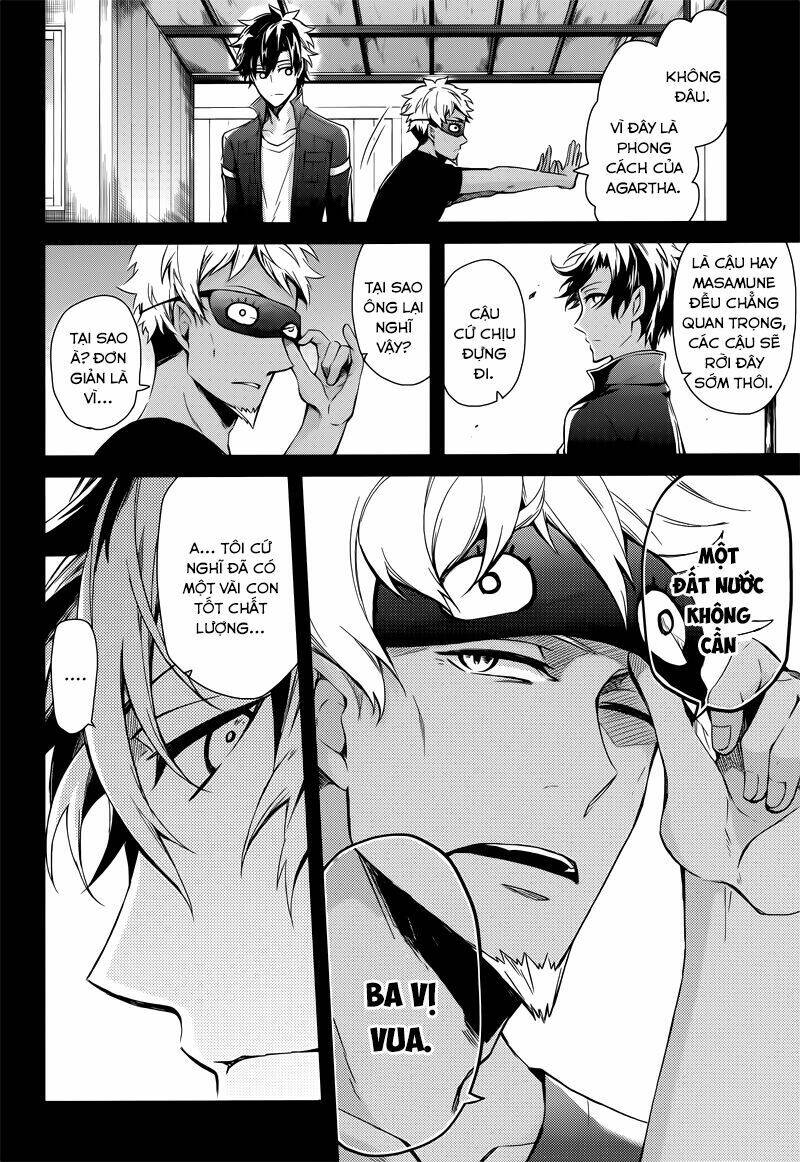 KHÔNG
ĐÂU.
VÌ ĐÂY LÀ
PHONG
CÁCH CỦA
AGARTHA.
LÀ CẬU HAY
MASAMUNE
ĐỀU CHẲNG
QUAN TRỌNG,
CÁC CẬU SẼ
RỜI ĐÂY
SỚM THÔI.
CẬU
CỨ CHỊU
ĐỰNG
ĐI.
TẠI SAO
ÔNG LẠI
NGHĨ
VẬY?
TẠI SAO
À? ĐƠN
GIẢN LÀ
VÌ...
MỘT
ĐẤT NƯỚC
KHÔNG
CẦN
BA VỊ
VUA.
A... TÔI CỨ
NGHĨ ĐÃ CÓ
MỘT VÀI CON
TỐT CHẤT
LƯỢNG...
....